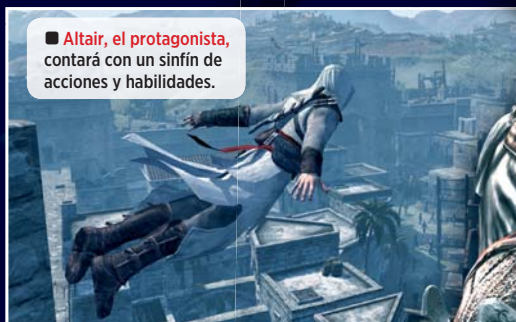 ■ Altair, el protagonista,
contará con un sinfín de
acciones y habilidades.